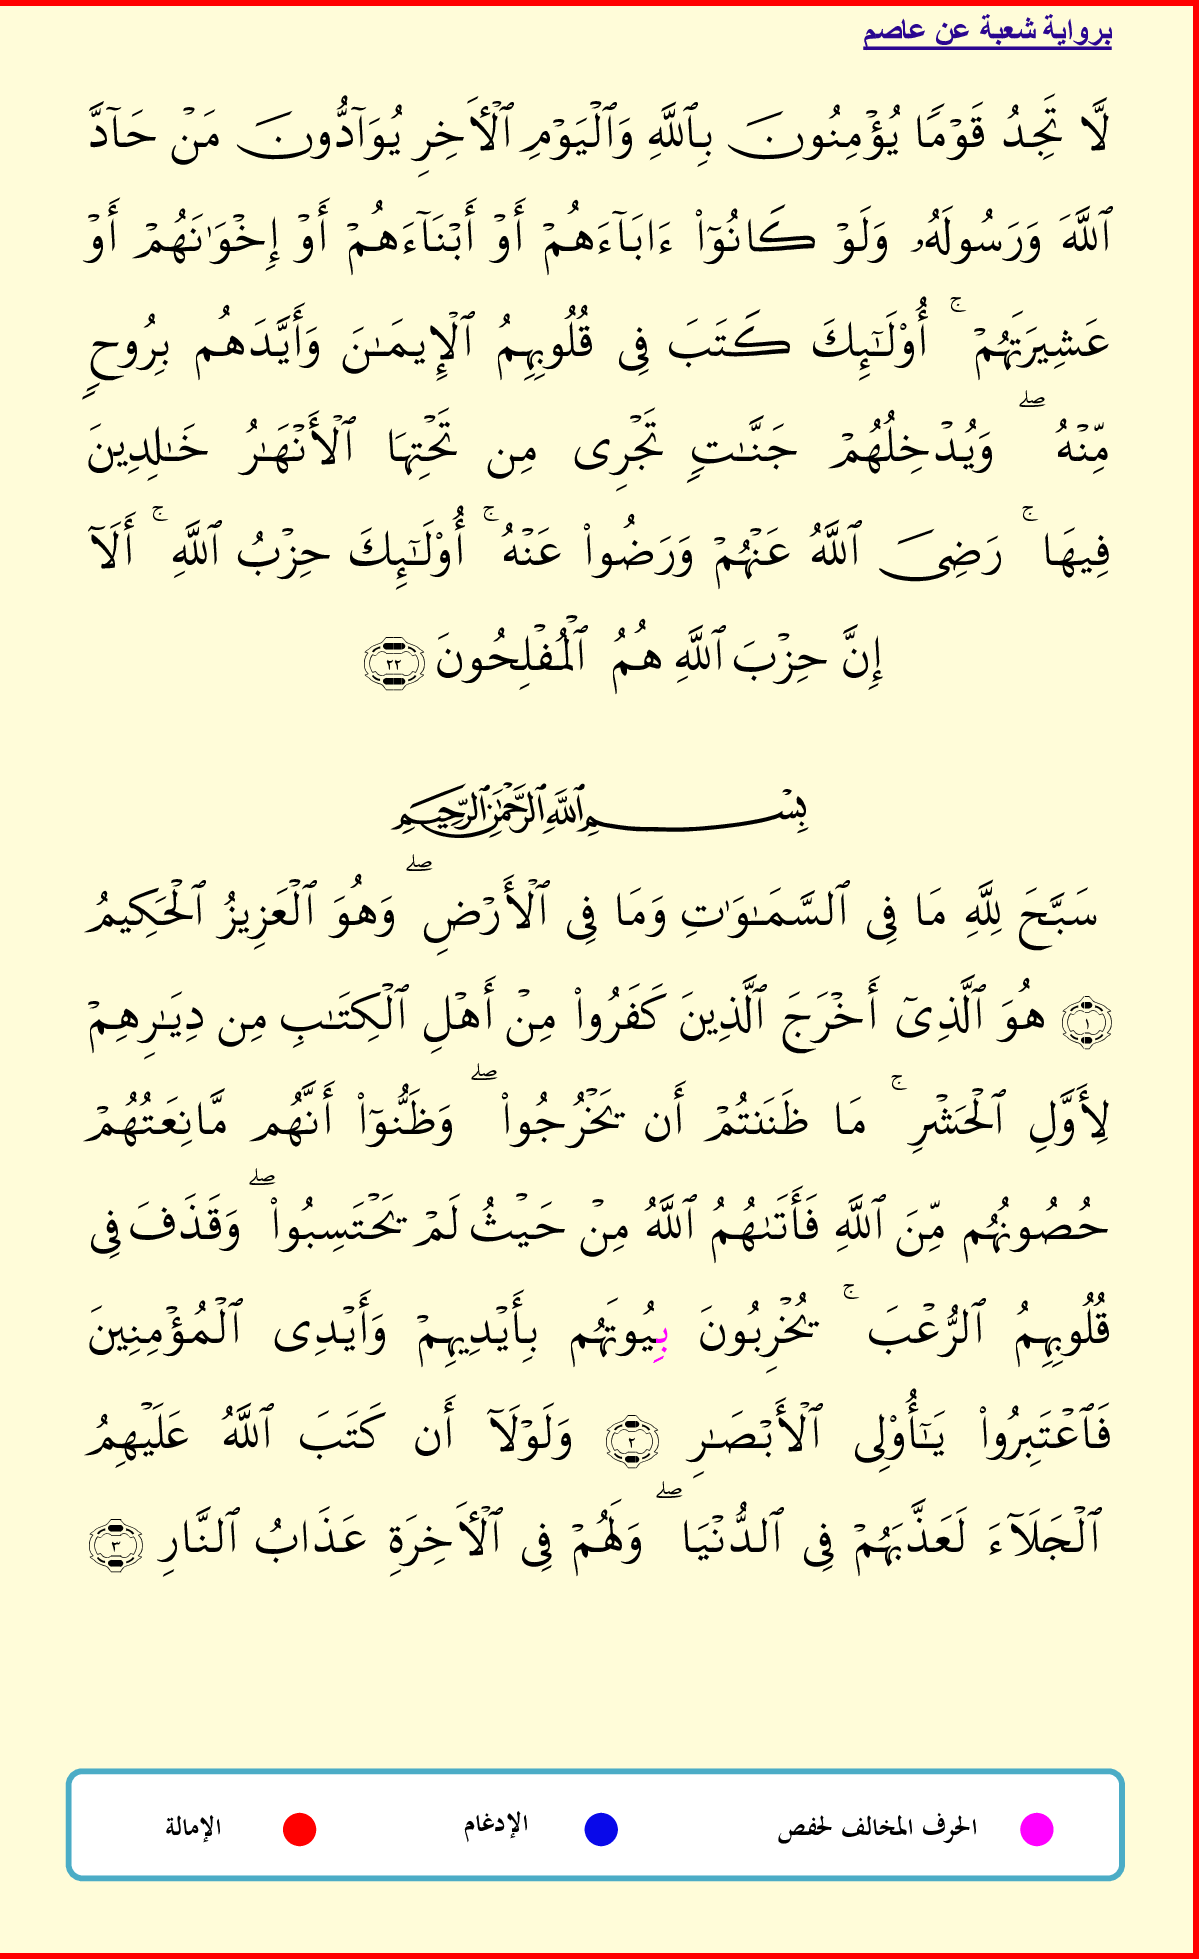 برواية شعبة عن عاصم
لَّا تَجِدُ قَوْمًا يُؤْمِنُونَ بِٱللَّهِ وَٱلْيَوْمِ ٱلْأَخِرِ يُوَآدُّونَ مَنْ حَآدَّ
ٱللَّهَ وَرَسُولَهُۥ وَلَوْ كَانُوٓا۟ ءَابَآءَهُمْ أَوْ أَبْنَآءَهُمْ أَوْ إِخْوَٰنَهُمْ أَوْ
عَشِيرَتَهُمْ ۚ أُو۟لَـٰٓئِكَ كَتَبَ فِى قُلُوبِهِمُ ٱلْإِيمَـٰنَ وَأَيَّدَهُم بِرُوحٍ
مِّنْهُ ۖ وَيُدْخِلُهُمْ جَنَّـٰتٍ تَجْرِى مِن تَحْتِهَا ٱلْأَنْهَـٰرُ خَـٰلِدِينَ
فِيهَا ۚ رَضِىَ ٱللَّهُ عَنْهُمْ وَرَضُوا۟ عَنْهُ ۚ أُو۟لَـٰٓئِكَ حِزْبُ ٱللَّهِ ۚ أَلَآ
إِنَّ حِزْبَ ٱللَّهِ هُمُ ٱلْمُفْلِحُونَ ٢٢
بِسْمِ ٱللَّهِ ٱلرَّحْمَـٰنِ ٱلرَّحِيمِ
سَبَّحَ لِلَّهِ مَا فِى ٱلسَّمَـٰوَٰتِ وَمَا فِى ٱلْأَرْضِ ۖ وَهُوَ ٱلْعَزِيزُ ٱلْحَكِيمُ
١ هُوَ ٱلَّذِىٓ أَخْرَجَ ٱلَّذِينَ كَفَرُوا۟ مِنْ أَهْلِ ٱلْكِتَـٰبِ مِن دِيَـٰرِهِمْ
لِأَوَّلِ ٱلْحَشْرِ ۚ مَا ظَنَنتُمْ أَن يَخْرُجُوا۟ ۖ وَظَنُّوٓا۟ أَنَّهُم مَّانِعَتُهُمْ
حُصُونُهُم مِّنَ ٱللَّهِ فَأَتَىٰهُمُ ٱللَّهُ مِنْ حَيْثُ لَمْ يَحْتَسِبُوا۟ ۖ وَقَذَفَ فِى
قُلُوبِهِمُ ٱلرُّعْبَ ۚ يُخْرِبُونَ بِيُوتَهُم بِأَيْدِيهِمْ وَأَيْدِى ٱلْمُؤْمِنِينَ
فَٱعْتَبِرُوا۟ يَـٰٓأُو۟لِى ٱلْأَبْصَـٰرِ ٢ وَلَوْلَآ أَن كَتَبَ ٱللَّهُ عَلَيْهِمُ
ٱلْجَلَآءَ لَعَذَّبَهُمْ فِى ٱلدُّنْيَا ۖ وَلَهُمْ فِى ٱلْأَخِرَةِ عَذَابُ ٱلنَّارِ ٣
الحرف المخالف لحفص الإدغام الإمالة